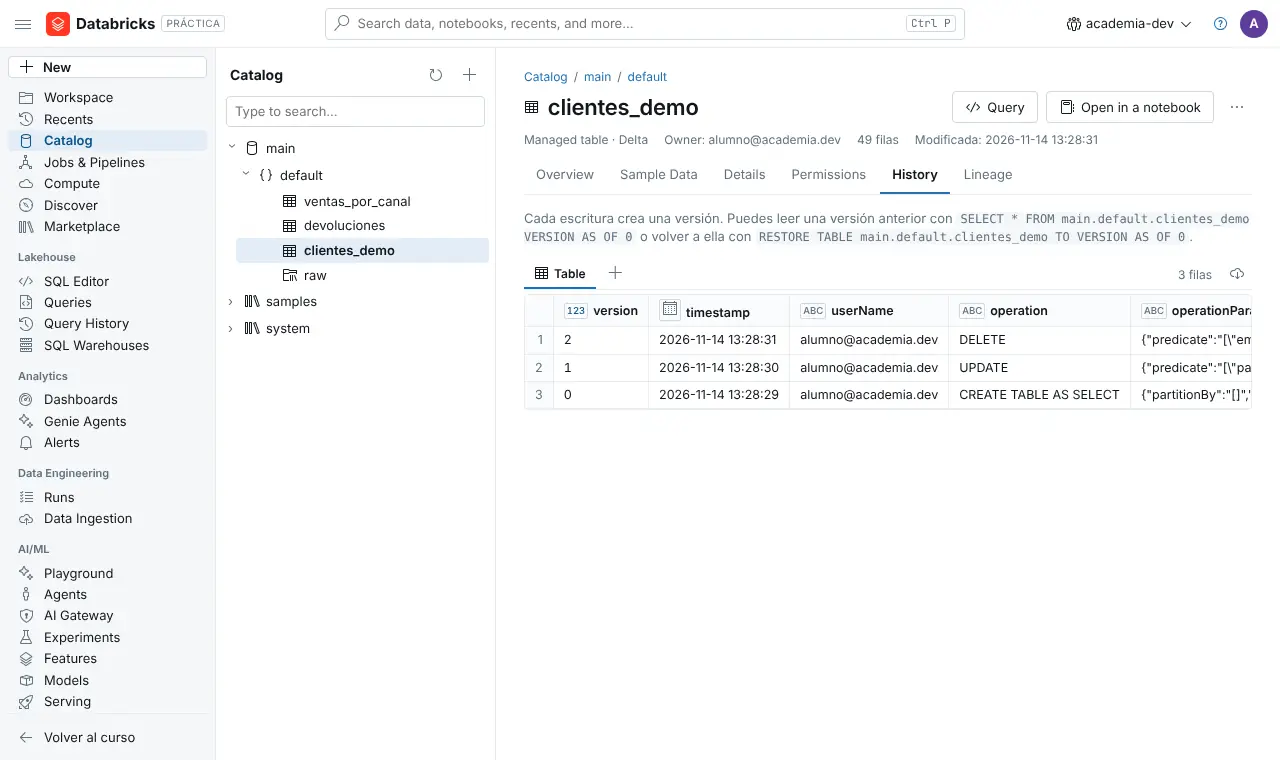 Databricks PRÁCTICA
Search data, notebooks, recents, and more... Ctrl P
academia-dev
A
New
Workspace
Recents
Catalog
Jobs & Pipelines
Compute
Discover
Marketplace
Lakehouse
SQL Editor
Queries
Query History
SQL Warehouses
Analytics
Dashboards
Genie Agents
Alerts
Data Engineering
Runs
Data Ingestion
AI/ML
Playground
Agents
AI Gateway
Experiments
Features
Models
Serving
Volver al curso
Catalog
Type to search...
main
default
ventas_por_canal
devoluciones
clientes_demo
raw
samples
system
Catalog / main / default
clientes_demo
Query
Open in a notebook
Managed table · Delta Owner: alumno@academia.dev 49 filas Modificada: 2026-11-14 13:28:31
Overview Sample Data Details Permissions History Lineage
Cada escritura crea una versión. Puedes leer una versión anterior con SELECT * FROM main.default.clientes_demo
VERSION AS OF 0 o volver a ella con RESTORE TABLE main.default.clientes_demo TO VERSION AS OF 0 .
Table
3 filas
123 version timestamp ABC userName ABC operation ABC operationPara
1 2 2026-11-14 13:28:31 alumno@academia.dev DELETE {"predicate":"[\"em
2 1 2026-11-14 13:28:30 alumno@academia.dev UPDATE {"predicate":"[\"pa
3 0 2026-11-14 13:28:29 alumno@academia.dev CREATE TABLE AS SELECT {"partitionBy":"[]","